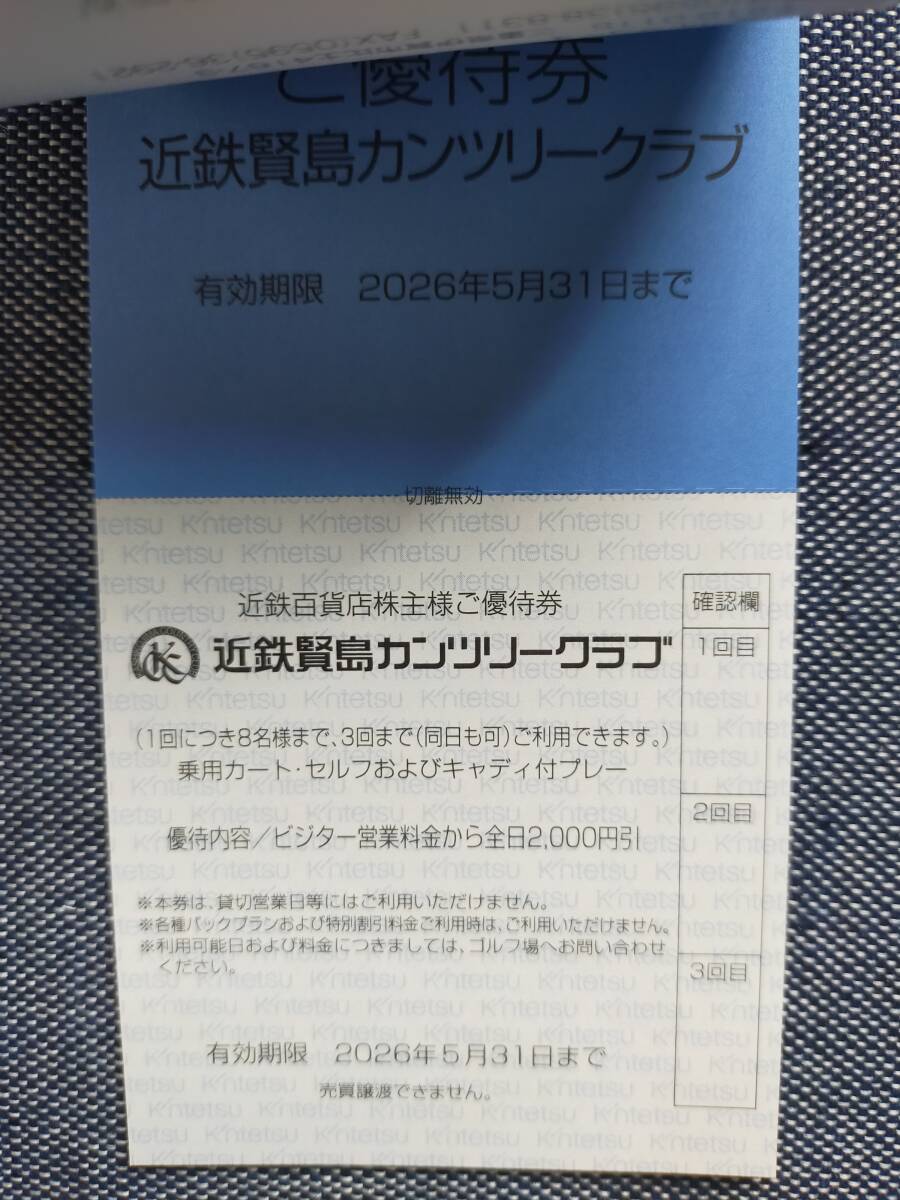 FAX(0599)
ご優待券
近鉄賢島カンツリークラブ
有効期限 2026年5月31日まで
切離無効
近鉄百貨店株主様ご優待券
近鉄賢島カンツリークラブ
(1回につき8名様まで、3回まで(同日も可)ご利用できます。)
乗用カート・セルフおよびキャディ付プレー
優待内容/ビジター営業料金から全日2,000円引
※本券は、貸切営業日等にはご利用いただけません。
※各種パックプランおよび特別割引料金ご利用時は、ご利用いただけません。
※利用可能日および料金につきましては、ゴルフ場へお問い合わせ
ください。
有効期限 2026年5月31日まで
売買譲渡できません。
確認欄
1回目
2回目
3回目
Kintetsu